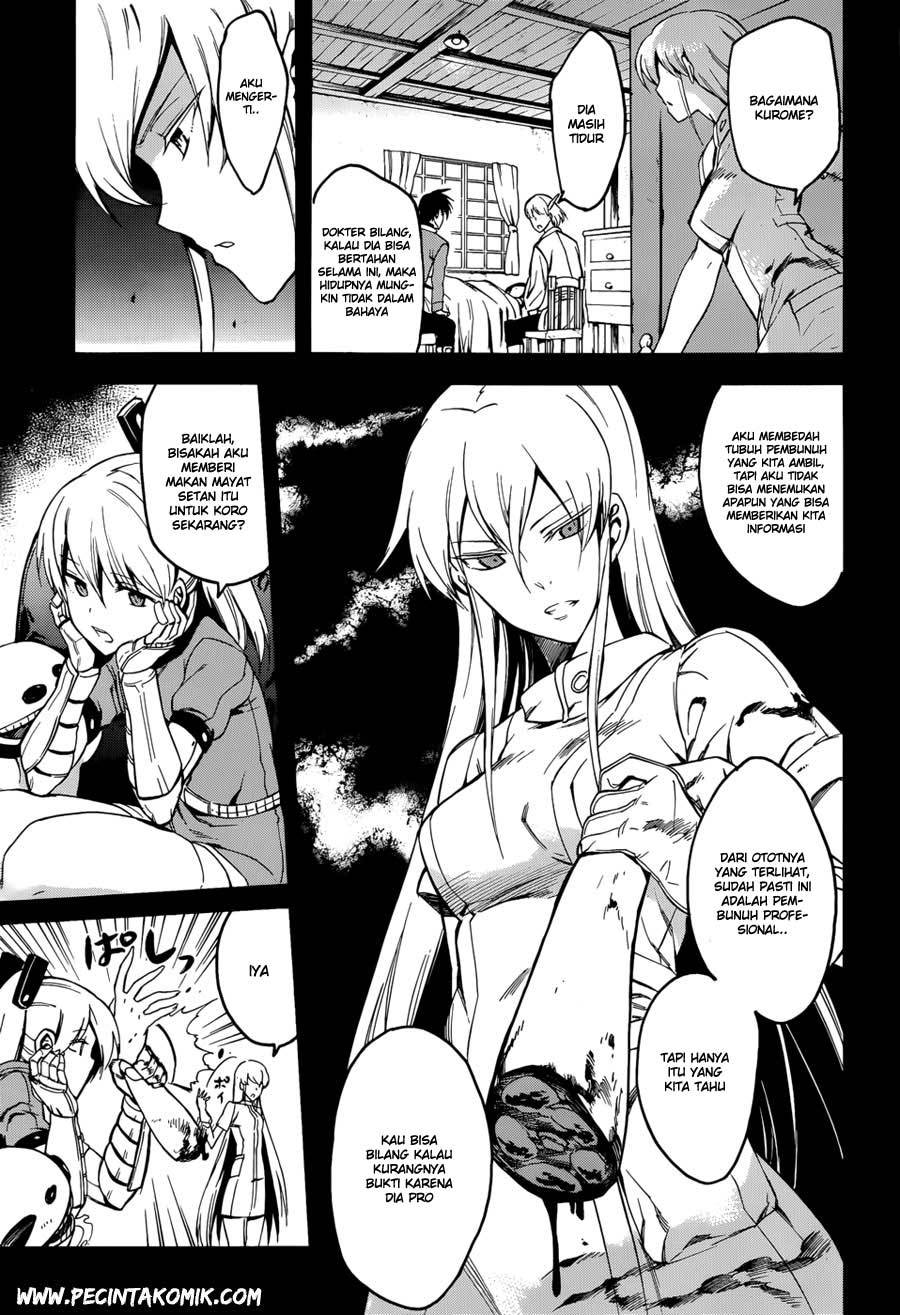 BAGAIMANA
KUROME?
DIA
MASIH
TIDUR
DOKTER BILANG,
KALAU DIA BISA
BERTAHAN
SELAMA INI, MAKA
HIDUPNYA MUNG-
KIN TIDAK DALAM
BAHAYA
AKU
MENGER-
TI..
AKU MEMBEDAH
TUBUH PEMBUNUH
YANG KITA AMBIL,
TAPI AKU TIDAK
BISA MENEMUKAN
APAPUN YANG BISA
MEMBERIKAN KITA
INFORMASI
DARI OTOTNYA
YANG TERLIHAT,
SUDAH PASTI INI
ADALAH PEM-
BUNUH PROFE-
SIONAL..
TAPI HANYA
ITU YANG
KITA TAHU
KAU BISA
BILANG KALAU
KURANGNYA
BUKTI KARENA
DIA PRO
BAIKLAH,
BISAKAH AKU
MEMBERI
MAKAN MAYAT
SETAN ITU
UNTUK KORO
SEKARANG?
IYA
ぱしっ
ポイ
WWW.PECINTAKOMIK.COM